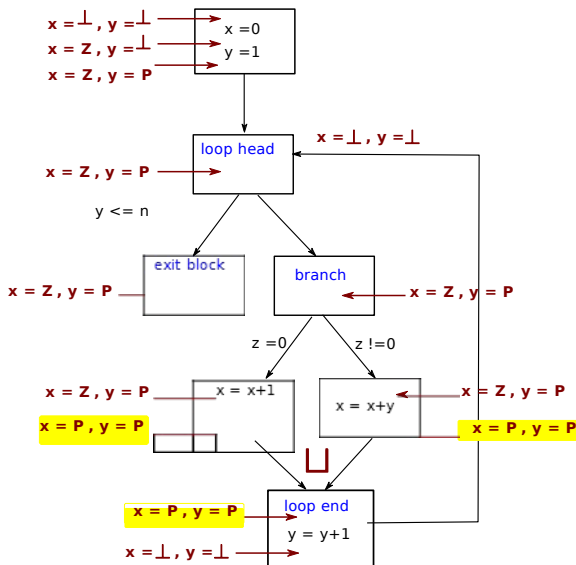 x = ⊥ , y = ⊥
x =0
x = Z , y = ⊥
y =1
x = Z , y = P
x = ⊥ , y = ⊥
loop head
x = Z , y = P
y <= n
exit block
branch
x = Z , y = P
x = Z , y = P
z =0
z !=0
x = Z , y = P
x = x+1
x = Z , y = P
x = x+y
x = P , y = P
x = P , y = P
⊔
loop end
x = P , y = P
y = y+1
x = ⊥ , y = ⊥